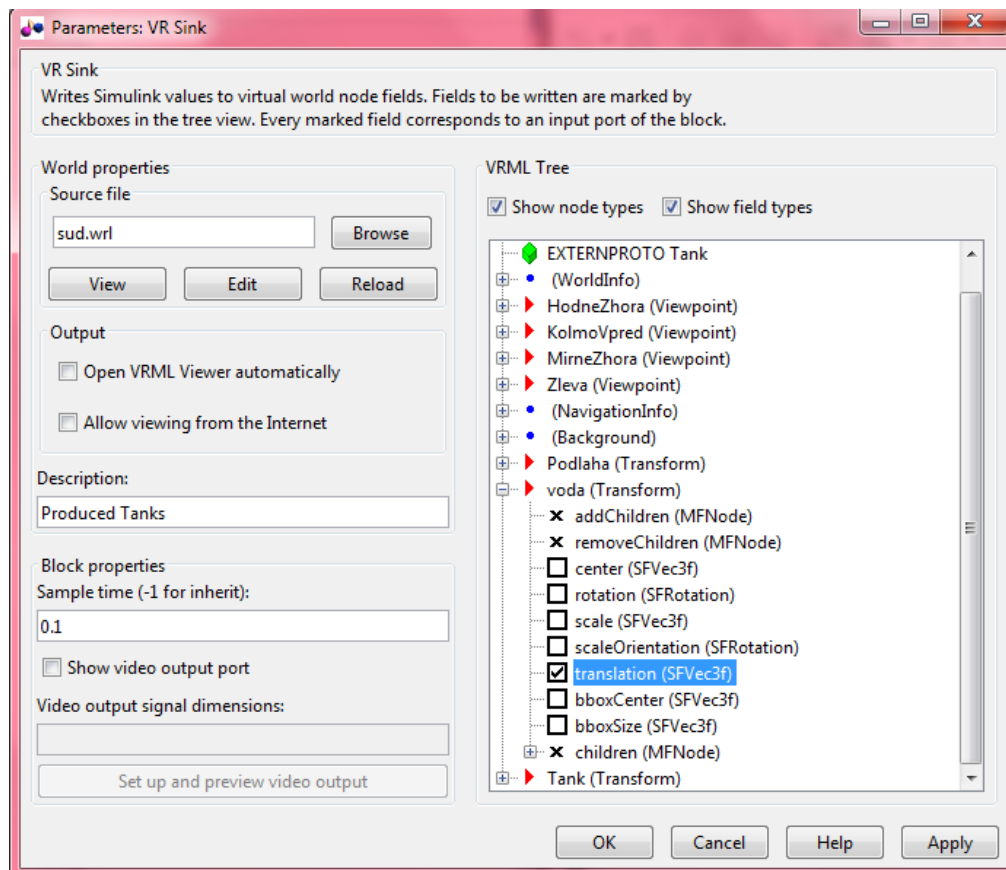 Parameters: VR Sink
VR Sink
Writes Simulink values to virtual world node fields. Fields to be written are marked by
checkboxes in the tree view. Every marked field corresponds to an input port of the block.
World properties
Source file
sud.wrl
Browse
View
Edit
Reload
Output
Open VRML Viewer automatically
Allow viewing from the Internet
Description:
Produced Tanks
Block properties
Sample time (-1 for inherit):
0.1
Show video output port
Video output signal dimensions:
Set up and preview video output
VRML Tree
Show node types
Show field types
EXTERNPROTO Tank
(WorldInfo)
HodneZhora (Viewpoint)
KolmoVpred (Viewpoint)
MirneZhora (Viewpoint)
Zleva (Viewpoint)
(NavigationInfo)
(Background)
Podlaha (Transform)
voda (Transform)
addChildren (MFNode)
removeChildren (MFNode)
center (SFVec3f)
rotation (SFRotation)
scale (SFVec3f)
scaleOrientation (SFRotation)
translation (SFVec3f)
bboxCenter (SFVec3f)
bboxSize (SFVec3f)
children (MFNode)
Tank (Transform)
OK
Cancel
Help
Apply